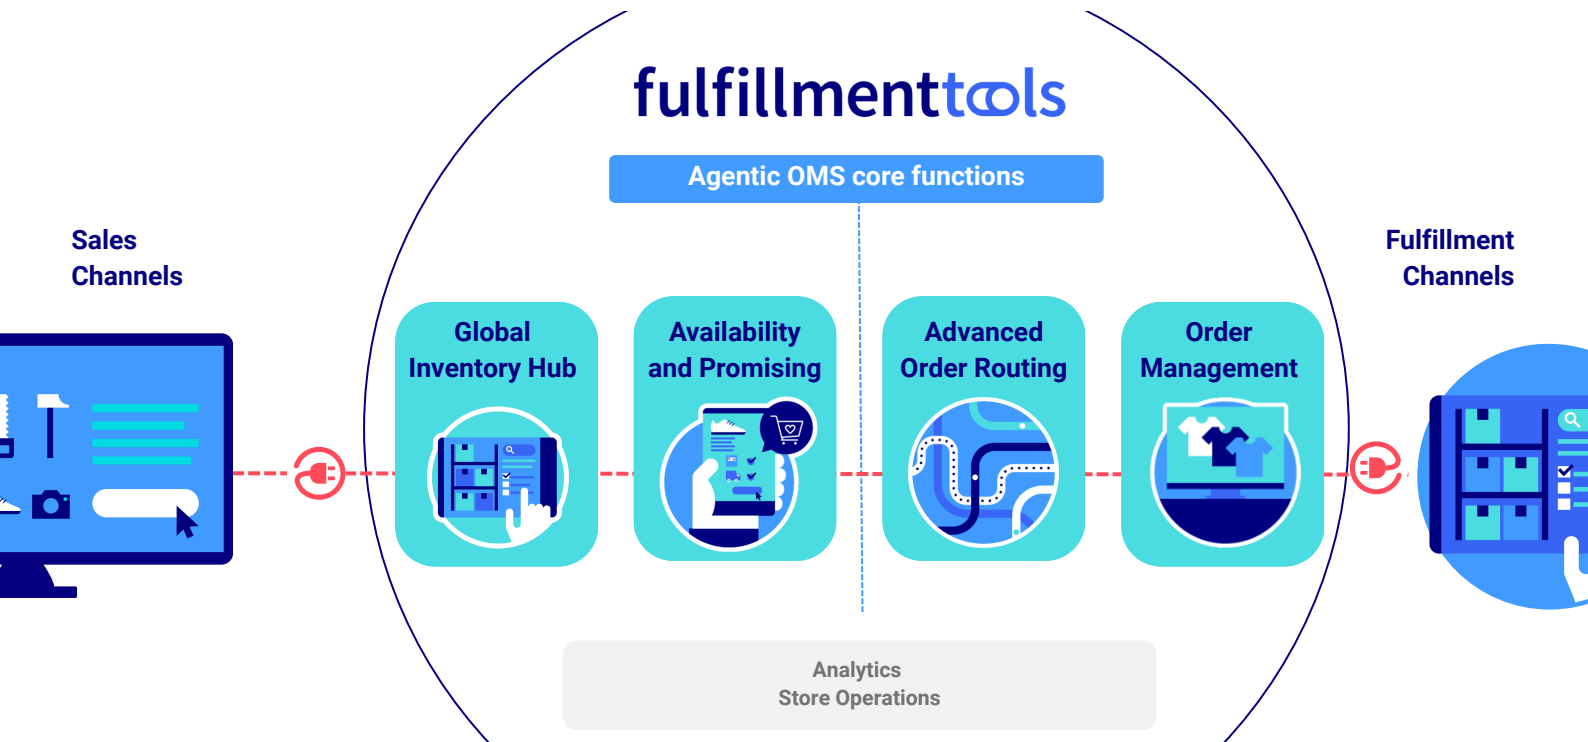 fulfillmenttools
Agentic OMS core functions
Sales
Channels
Fulfillment
Channels
Global
Inventory Hub
Availability
and Promising
Advanced
Order Routing
Order
Management
Analytics
Store Operations